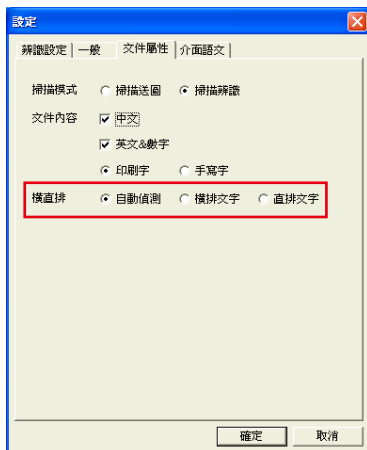 設定
辨識設定 一般 文件屬性 介面語文
掃描模式 掃描送圖 掃描辨識
文件內容 中文
英文&數字
印刷字 手寫字
橫直排 自動偵測 橫排文字 直排文字
確定 取消